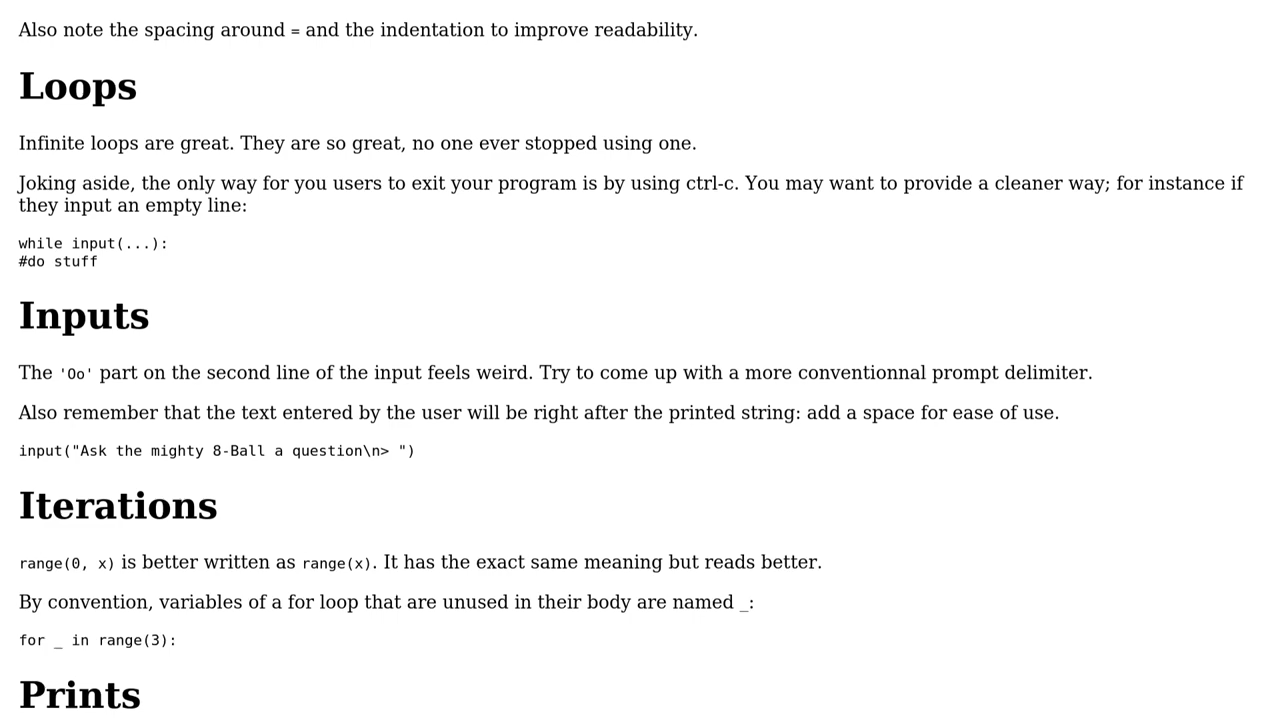 Also note the spacing around = and the indentation to improve readability.
Loops
Infinite loops are great. They are so great, no one ever stopped using one.
Joking aside, the only way for you users to exit your program is by using ctrl-c. You may want to provide a cleaner way; for instance if
they input an empty line:
while input(...):
#do stuff
Inputs
The '0o' part on the second line of the input feels weird. Try to come up with a more conventionnal prompt delimiter.
Also remember that the text entered by the user will be right after the printed string: add a space for ease of use.
input("Ask the mighty 8-Ball a question\n> ")
Iterations
range(0, x) is better written as range(x). It has the exact same meaning but reads better.
By convention, variables of a for loop that are unused in their body are named _:
for _ in range(3):
Prints